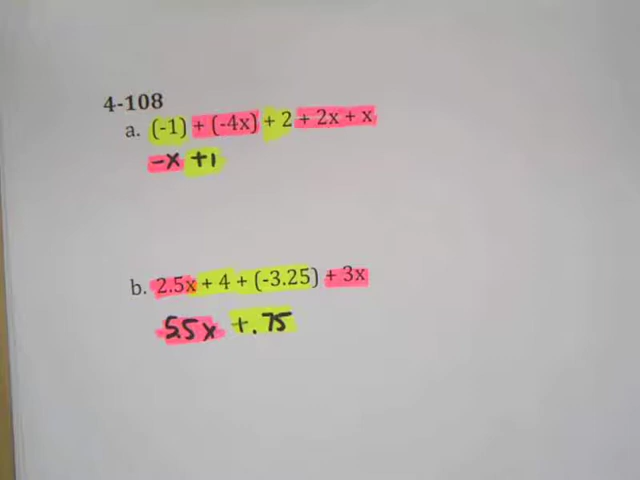 4-108
a. (-1) + (-4x) + 2 + 2x + x
-x +1
b. 2.5x + 4 + (-3.25) + 3x
5.5x +.75